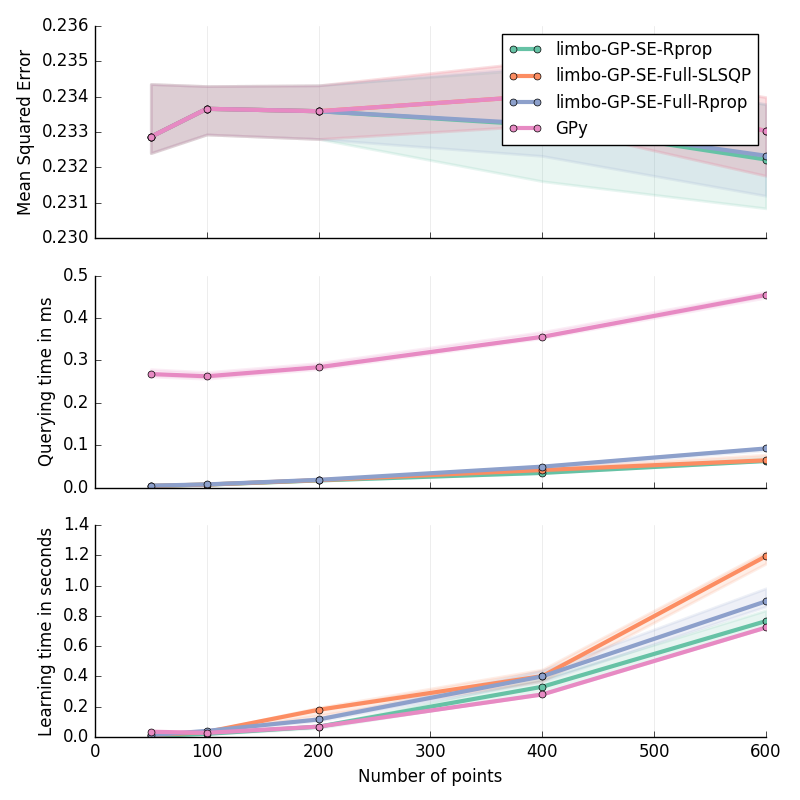 0.236
0.235
0.234
0.233
0.232
0.231
0.230
Mean Squared Error
limbo-GP-SE-Rprop
limbo-GP-SE-Full-SLSQP
limbo-GP-SE-Full-Rprop
GPy
0.5
0.4
0.3
0.2
0.1
0.0
Querying time in ms
1.4
1.2
1.0
0.8
0.6
0.4
0.2
0.0
Learning time in seconds
0 100 200 300 400 500 600
Number of points